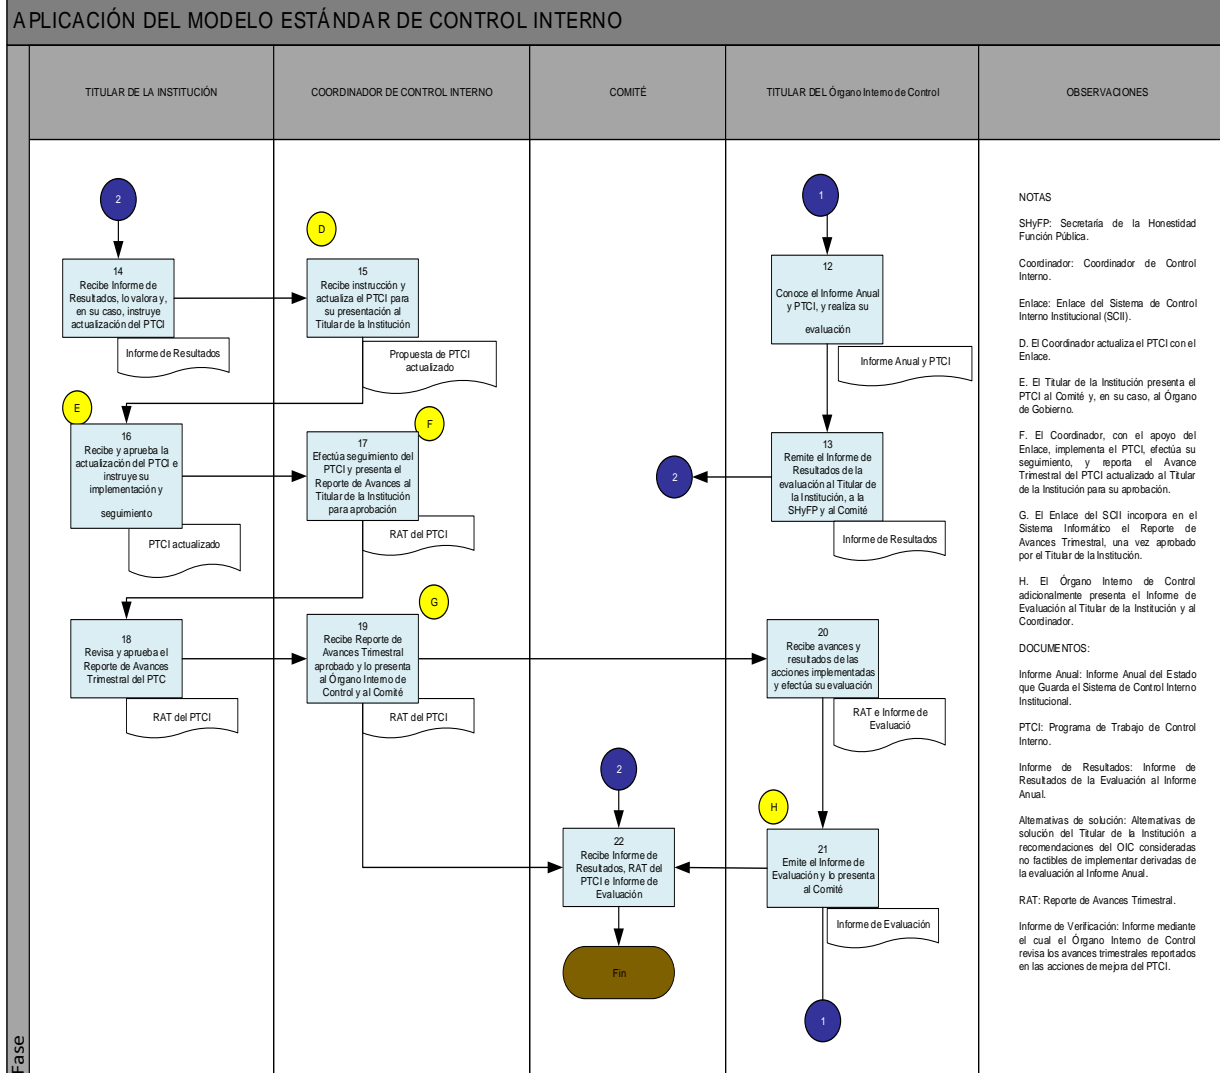 APLICACIÓN DEL MODELO ESTÁNDAR DE CONTROL INTERNO
TITULAR DE LA INSTITUCIÓN
COORDINADOR DE CONTROL INTERNO
COMITÉ
TITULAR DEL Órgano Interno de Control
OBSERVACIONES
Fase
2
14
Recibe Informe de
Resultados, lo valora y,
en su caso, instruye
actualización del PTCI
Informe de Resultados
D
15
Recibe instrucción y
actualiza el PTCI para
su presentación al
Titular de la Institución
Propuesta de PTCI
actualizado
1
12
Conoce el Informe Anual
y PTCI, y realiza su
evaluación
Informe Anual y PTCI
E
16
Recibe y aprueba la
actualización del PTCI e
instruye su
implementación y
seguimiento
PTCI actualizado
F
17
Efectúa seguimiento del
PTCI y presenta el
Reporte de Avances al
Titular de la Institución
para aprobación
RAT del PTCI
2
13
Remite el Informe de
Resultados de la
evaluación al Titular de
la Institución, a la
SHyFP y al Comité
Informe de Resultados
18
Revisa y aprueba el
Reporte de Avances
Trimestral del PTC
RAT del PTCI
G
19
Recibe Reporte de
Avances Trimestral
aprobado y lo presenta
al Órgano Interno de
Control y al Comité
RAT del PTCI
20
Recibe avances y
resultados de las
acciones implementadas
y efectúa su evaluación
RAT e Informe de
Evaluació
2
22
Recibe Informe de
Resultados, RAT del
PTCI e Informe de
Evaluación
Fin
H
21
Emite el Informe de
Evaluación y lo presenta
al Comité
Informe de Evaluación
1
NOTAS
SHyFP: Secretaría de la Honestidad
Función Pública.
Coordinador: Coordinador de Control
Interno.
Enlace: Enlace del Sistema de Control
Interno Institucional (SCII).
D. El Coordinador actualiza el PTCI con el
Enlace.
E. El Titular de la Institución presenta el
PTCI al Comité y, en su caso, al Órgano
de Gobierno.
F. El Coordinador, con el apoyo del
Enlace, implementa el PTCI, efectúa su
seguimiento, y reporta el Avance
Trimestral del PTCI actualizado al Titular
de la Institución para su aprobación.
G. El Enlace del SCII incorpora en el
Sistema Informático el Reporte de
Avances Trimestral, una vez aprobado
por el Titular de la Institución.
H. El Órgano Interno de Control
adicionalmente presenta el Informe de
Evaluación al Titular de la Institución y al
Coordinador.
DOCUMENTOS:
Informe Anual: Informe Anual del Estado
que Guarda el Sistema de Control Interno
Institucional.
PTCI: Programa de Trabajo de Control
Interno.
Informe de Resultados: Informe de
Resultados de la Evaluación al Informe
Anual.
Alternativas de solución: Alternativas de
solución del Titular de la Institución a
recomendaciones del OIC consideradas
no factibles de implementar derivadas de
la evaluación al Informe Anual.
RAT: Reporte de Avances Trimestral.
Informe de Verificación: Informe mediante
el cual el Órgano Interno de Control
revisa los avances trimestrales reportados
en las acciones de mejora del PTCI.